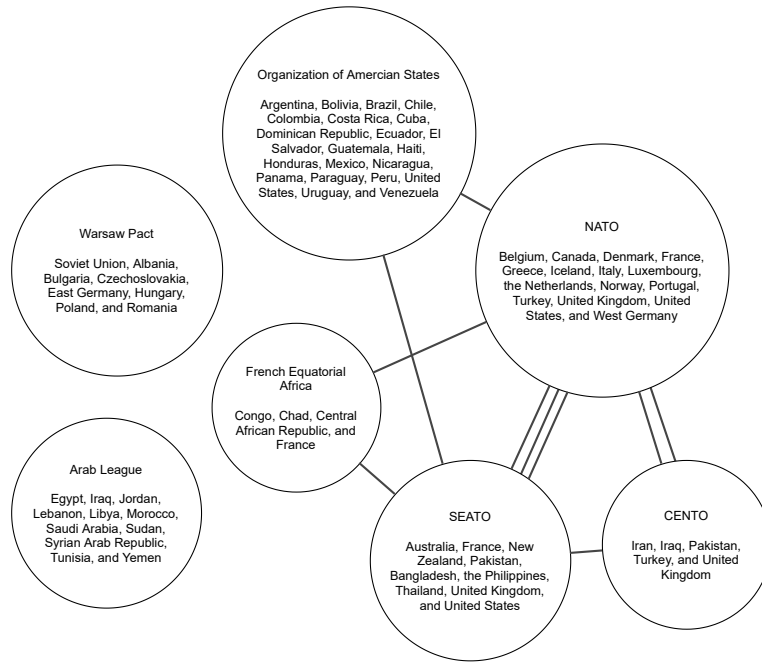 Organization of Amercian States
Argentina, Bolivia, Brazil, Chile,
Colombia, Costa Rica, Cuba,
Dominican Republic, Ecuador, El
Salvador, Guatemala, Haiti,
Honduras, Mexico, Nicaragua,
Panama, Paraguay, Peru, United
States, Uruguay, and Venezuela
NATO
Belgium, Canada, Denmark, France,
Greece, Iceland, Italy, Luxembourg,
the Netherlands, Norway, Portugal,
Turkey, United Kingdom, United
States, and West Germany
Warsaw Pact
Soviet Union, Albania,
Bulgaria, Czechoslovakia,
East Germany, Hungary,
Poland, and Romania
French Equatorial
Africa
Congo, Chad, Central
African Republic, and
France
Arab League
Egypt, Iraq, Jordan,
Lebanon, Libya, Morocco,
Saudi Arabia, Sudan,
Syrian Arab Republic,
Tunisia, and Yemen
SEATO
Australia, France, New
Zealand, Pakistan,
Bangladesh, the Philippines,
Thailand, United Kingdom,
and United States
CENTO
Iran, Iraq, Pakistan,
Turkey, and United
Kingdom